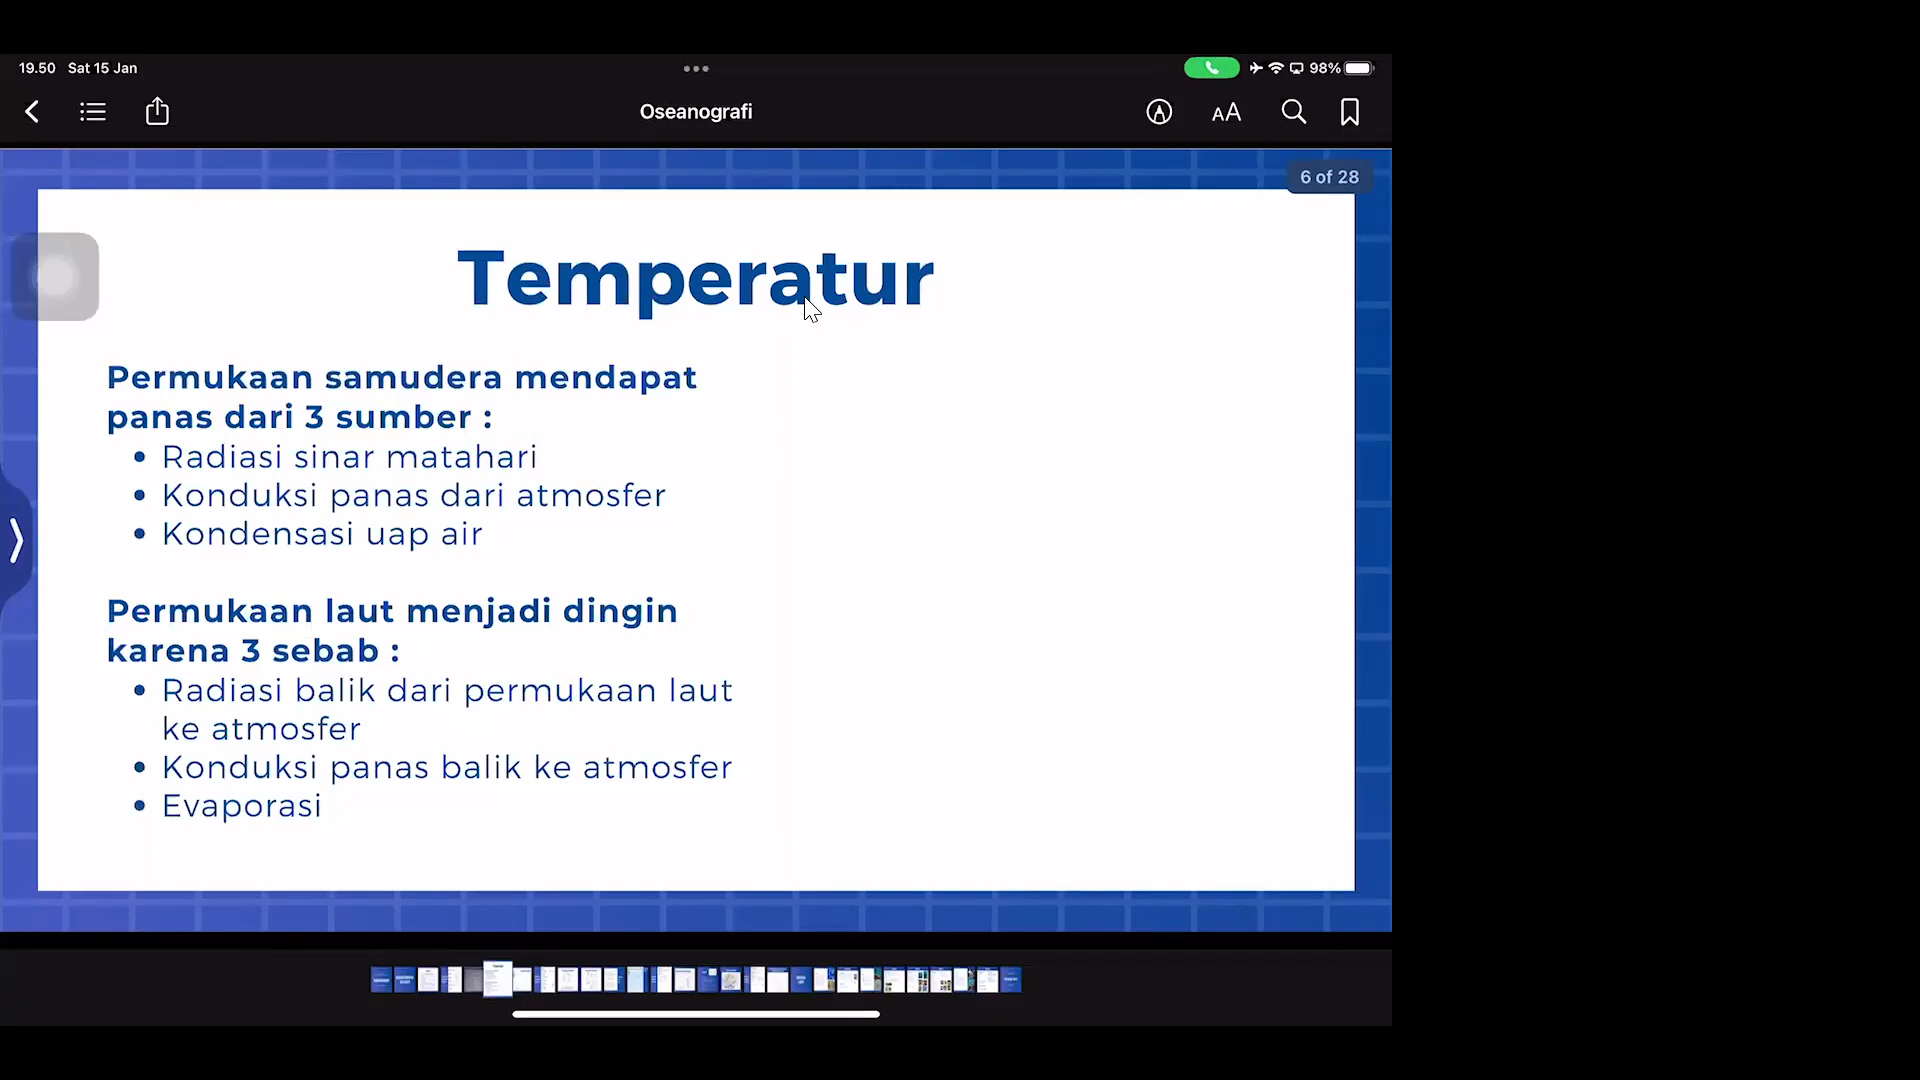 19.50 Sat 15 Jan
98%
Oseanografi
AA
6 of 28
Temperatur
Permukaan samudera mendapat
panas dari 3 sumber :
• Radiasi sinar matahari
• Konduksi panas dari atmosfer
• Kondensasi uap air
Permukaan laut menjadi dingin
karena 3 sebab :
• Radiasi balik dari permukaan laut
ke atmosfer
• Konduksi panas balik ke atmosfer
• Evaporasi